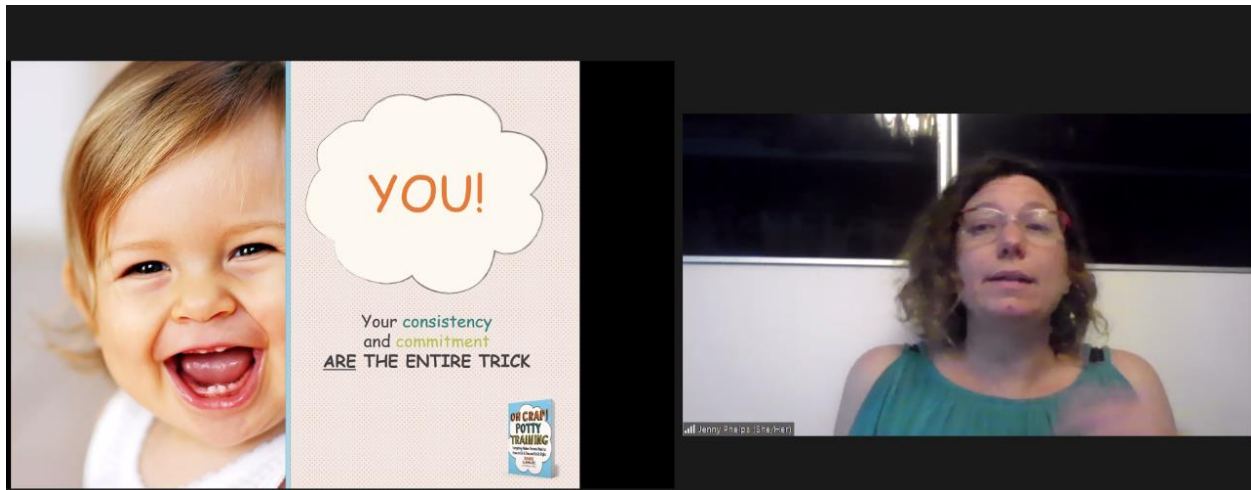 YOU!
Your consistency
and commitment
ARE THE ENTIRE TRICK
OH CRAP!
POTTY
TRAINING
Jenny Phelps (She/Her)